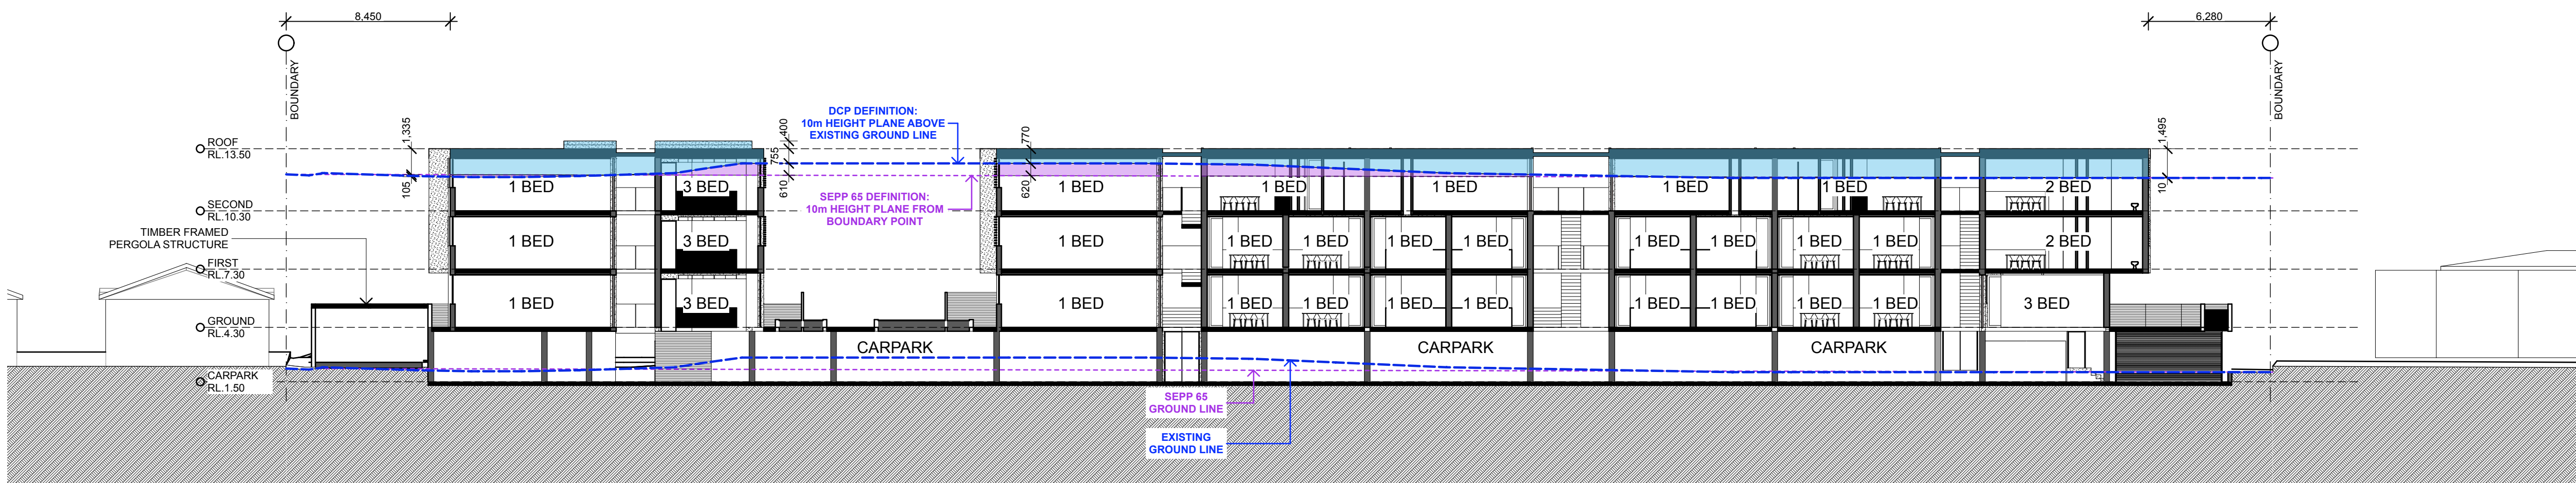 8,450
6,280
BOUNDARY
BOUNDARY
DCP DEFINITION:
10m HEIGHT PLANE ABOVE
EXISTING GROUND LINE
ROOF
RL.13.50
1,335
105
400
755
610
770
620
1,495
10
SEPP 65 DEFINITION:
10m HEIGHT PLANE FROM
BOUNDARY POINT
1 BED
3 BED
1 BED
1 BED
1 BED
1 BED
1 BED
2 BED
SECOND
RL.10.30
TIMBER FRAMED
PERGOLA STRUCTURE
1 BED
3 BED
1 BED
1 BED
1 BED
1 BED
1 BED
1 BED
1 BED
1 BED
1 BED
2 BED
FIRST
RL.7.30
1 BED
3 BED
1 BED
1 BED
1 BED
1 BED
1 BED
1 BED
1 BED
1 BED
1 BED
3 BED
GROUND
RL.4.30
CARPARK
CARPARK
CARPARK
CARPARK
RL.1.50
SEPP 65
GROUND LINE
EXISTING
GROUND LINE